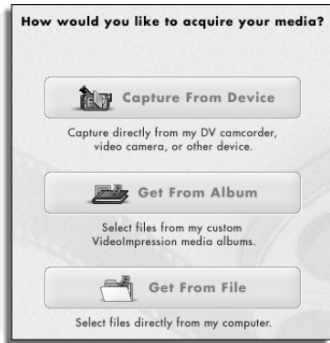 How would you like to acquire your media?
Capture From Device
Capture directly from my DV camcorder,
video camera, or other device.
Get From Album
Select files from my custom
VideoImpression media albums.
Get From File
Select files directly from my computer.